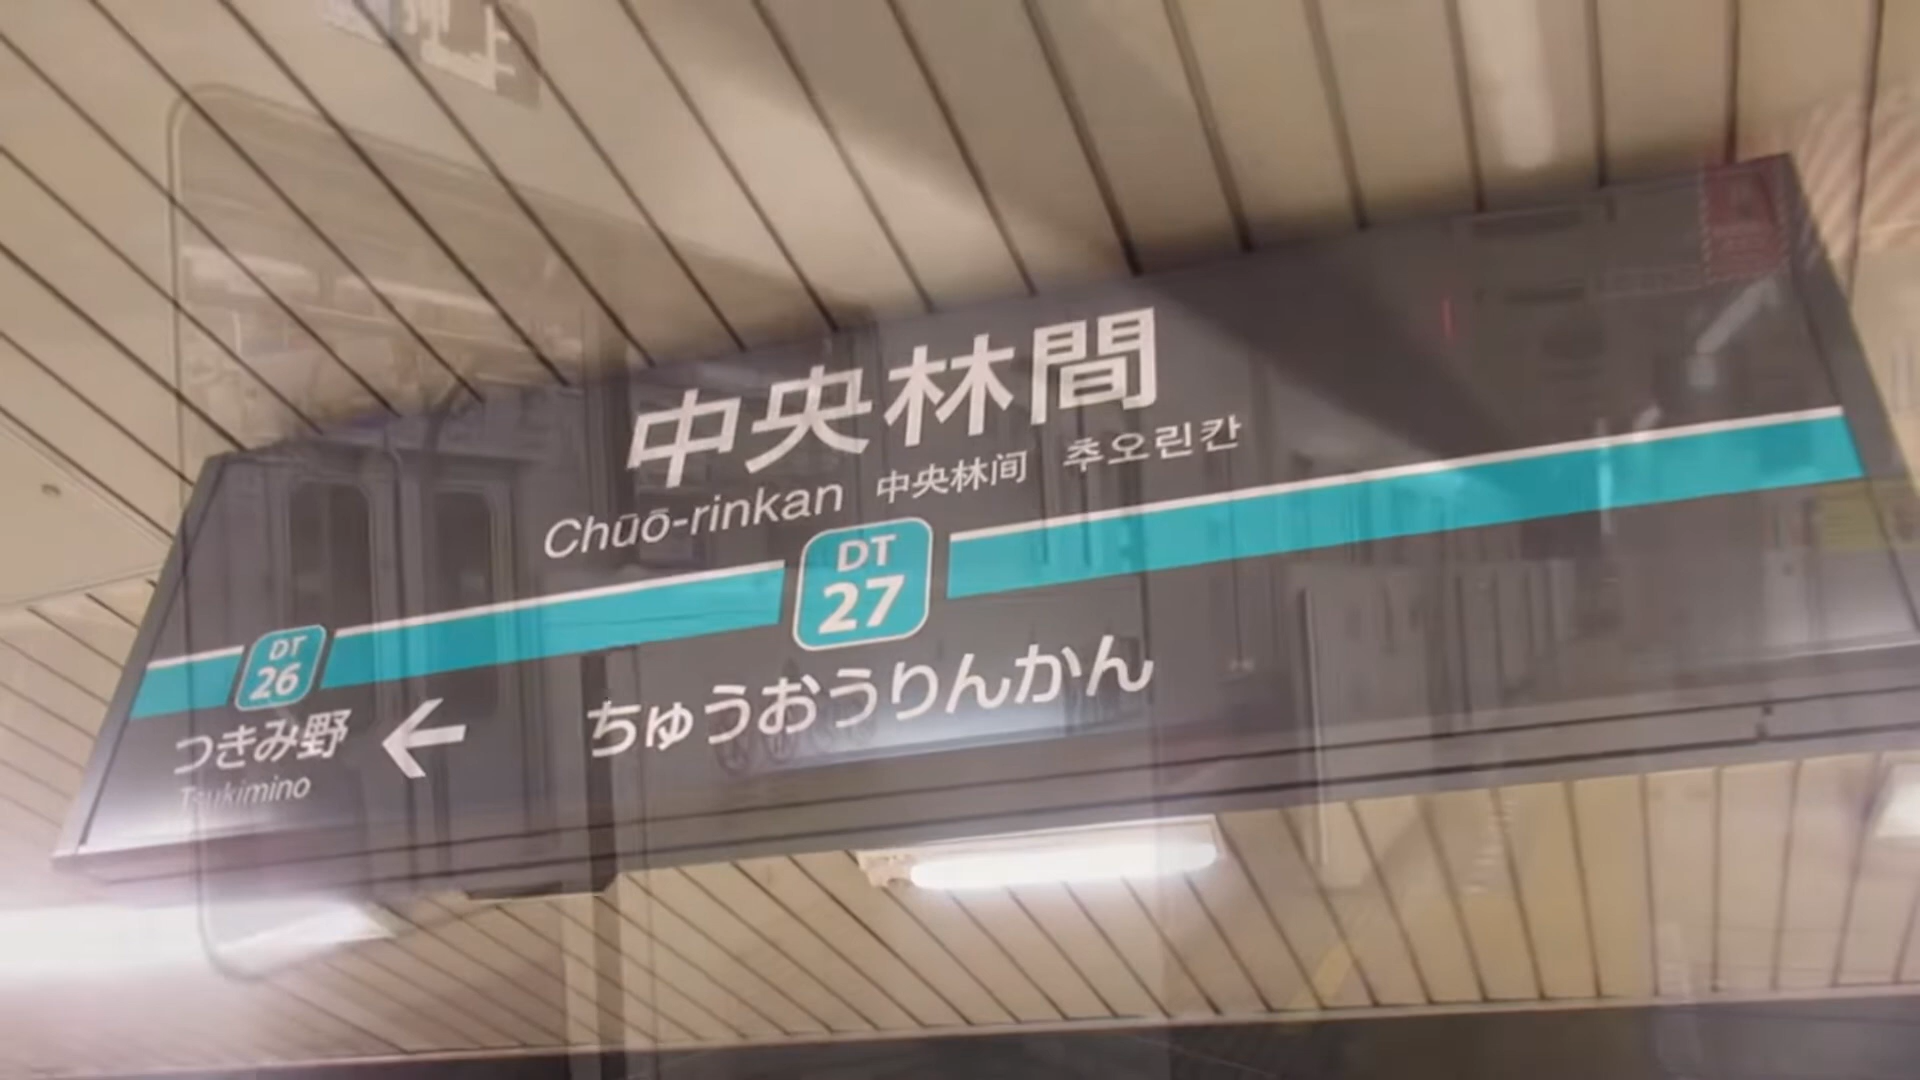 中央林間
Chūō-rinkan 中央林间 추오린칸
DT
27
DT
26
ちゅうおうりんかん
つきみ野
Tsukimino